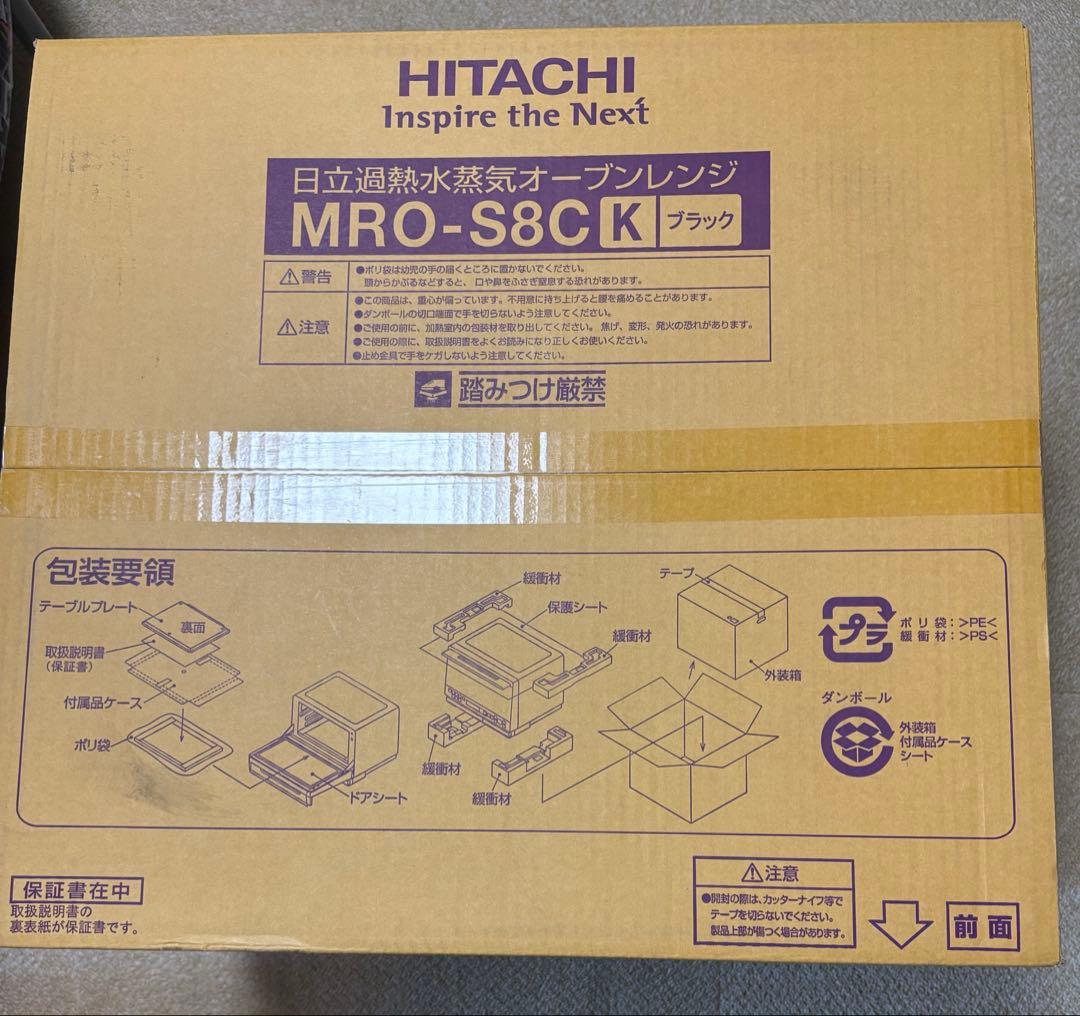 HITACHI
Inspire the Next
日立過熱水蒸気オーブンレンジ
MRO-S8C K ブラック
警告
●ポリ袋は幼児の手の届くところに置かないでください。
頭からかぶるなどすると、口や鼻をふさぎ窒息する恐れがあります。
注意
●この商品は、重心が偏っています。不用意に持ち上げると腰を痛めることがあります。
●ダンボールの切口端面で手を切らないよう注意してください。
●ご使用の前に、加熱室内の包装材を取り出してください。焦げ、変形、発火の恐れがあります。
●ご使用の際に、取扱説明書をよくお読みになり正しくお使いください。
●止め金具で手をケガしないよう注意してください。
踏みつけ厳禁
包装要領
テーブルプレート
裏面
取扱説明書
(保証書)
付属品ケース
ポリ袋
ドアシート
緩衝材
保護シート
緩衝材
緩衝材
緩衝材
テープ
外装箱
プラ
ポリ袋:>PE<
緩衝材:>PS<
ダンボール
外装箱
付属品ケース
シート
保証書在中
取扱説明書の
裏表紙が保証書です。
注意
●開封の際は、カッターナイフ等で
テープを切らないでください。
製品上部が傷つく場合があります。
前面